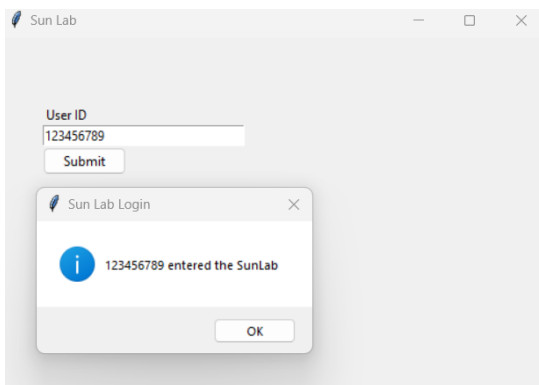 Sun Lab
User ID
123456789
Submit
Sun Lab Login
123456789 entered the SunLab
OK